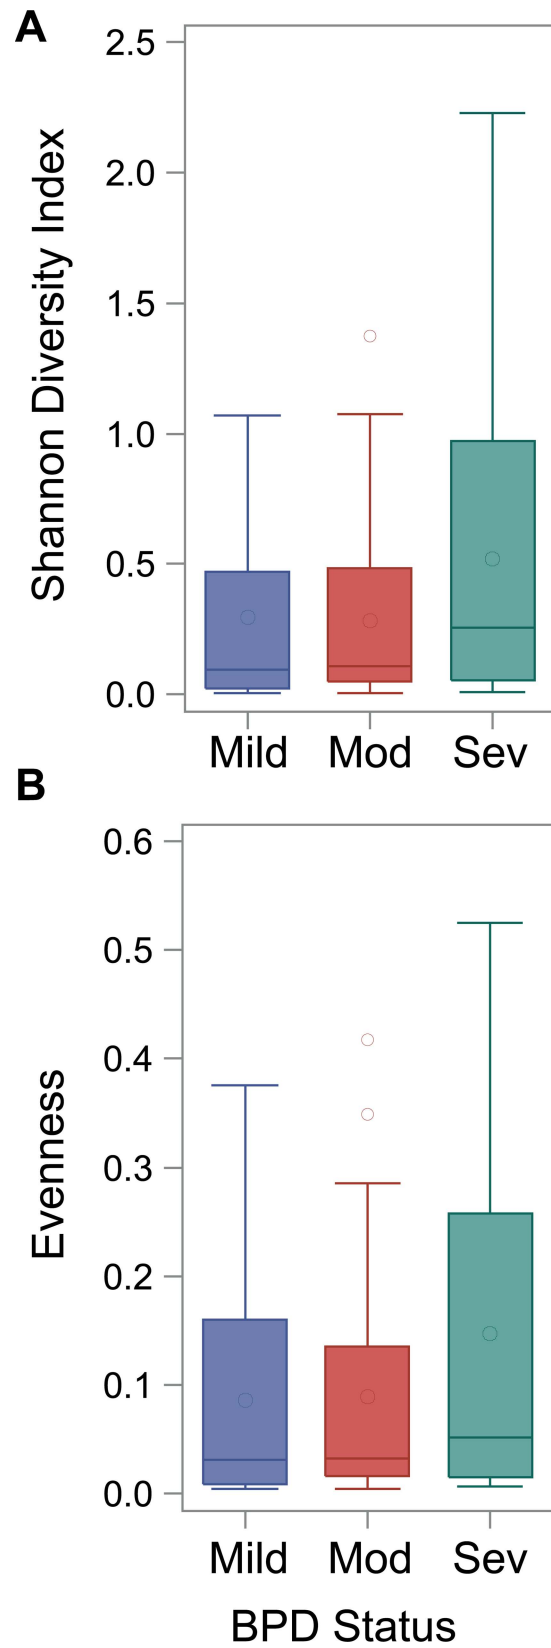 A
Shannon Diversity Index
2.5
2.0
1.5
1.0
0.5
0.0
Mild Mod Sev
B
Evenness
0.6
0.5
0.4
0.3
0.2
0.1
0.0
Mild Mod Sev
BPD Status